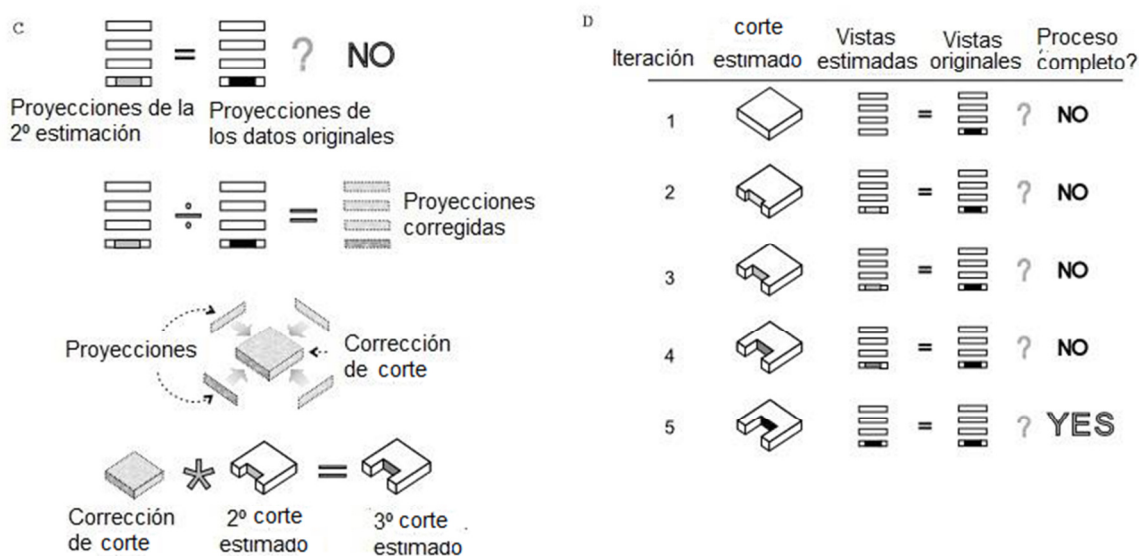 C
= ? NO
Proyecciones de la
2º estimación
Proyecciones de
los datos originales
÷ =
Proyecciones
corregidas
Proyecciones
Corrección
de corte
* =
Corrección
de corte
2º corte
estimado
3º corte
estimado
D
Iteración
corte
estimado
Vistas
estimadas
Vistas
originales
Proceso
completo?
1 = ? NO
2 = ? NO
3 = ? NO
4 = ? NO
5 = ? YES